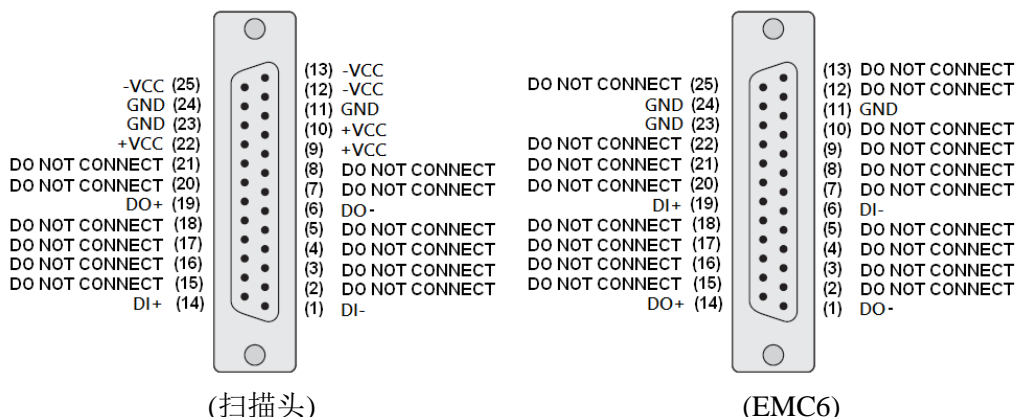 (13) -VCC
-VCC (25)
(12) -VCC
GND (24)
(11) GND
GND (23)
(10) +VCC
+VCC (22)
(9) +VCC
DO NOT CONNECT (21)
(8) DO NOT CONNECT
DO NOT CONNECT (20)
(7) DO NOT CONNECT
DO+ (19)
(6) DO-
DO NOT CONNECT (18)
(5) DO NOT CONNECT
DO NOT CONNECT (17)
(4) DO NOT CONNECT
DO NOT CONNECT (16)
(3) DO NOT CONNECT
DO NOT CONNECT (15)
(2) DO NOT CONNECT
DI+ (14)
(1) DI-
(扫描头)
(13) DO NOT CONNECT
DO NOT CONNECT (25)
(12) DO NOT CONNECT
GND (24)
(11) GND
GND (23)
(10) DO NOT CONNECT
DO NOT CONNECT (22)
(9) DO NOT CONNECT
DO NOT CONNECT (21)
(8) DO NOT CONNECT
DO NOT CONNECT (20)
(7) DO NOT CONNECT
DI+ (19)
(6) DI-
DO NOT CONNECT (18)
(5) DO NOT CONNECT
DO NOT CONNECT (17)
(4) DO NOT CONNECT
DO NOT CONNECT (16)
(3) DO NOT CONNECT
DO NOT CONNECT (15)
(2) DO NOT CONNECT
DO+ (14)
(1) DO-
(EMC6)